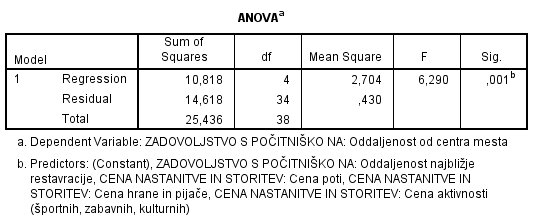 ANOVAa
Model Sum of Squares df Mean Square F Sig.
1 Regression 10,818 4 2,704 6,290 ,001b
Residual 14,618 34 ,430
Total 25,436 38
a. Dependent Variable: ZADOVOLJSTVO S POČITNIŠKO NA: Oddaljenost od centra mesta
b. Predictors: (Constant), ZADOVOLJSTVO S POČITNIŠKO NA: Oddaljenost najbližje
restavracije, CENA NASTANITVE IN STORITEV: Cena poti, CENA NASTANITVE IN
STORITEV: Cena hrane in pijače, CENA NASTANITVE IN STORITEV: Cena aktivnosti
(športnih, zabavnih, kulturnih)